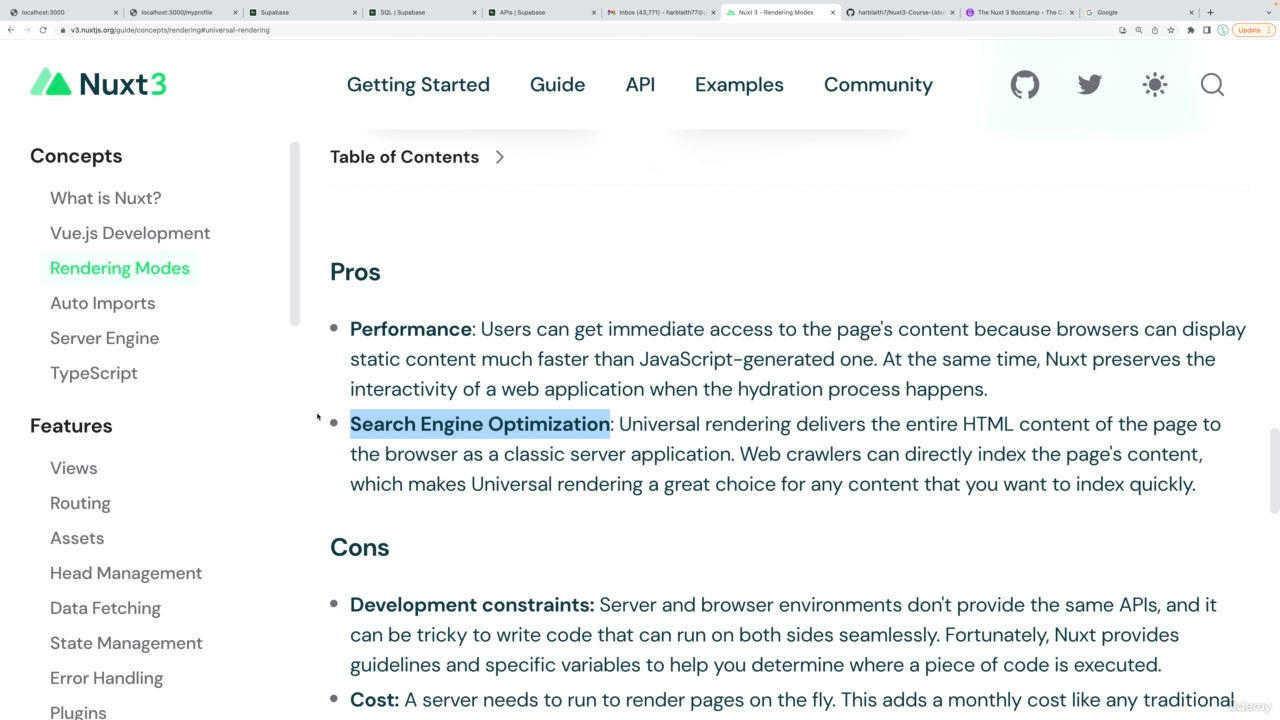 localhost:3000
localhost:3000/myprofile
Supabase
SQL | Supabase
APIs | Supabase
Inbox (43,771) - harblaith77@g
Nuxt 3 - Rendering Modes
harblaith7/Nuxt3-Course-Uder
The Nuxt 3 Bootcamp - The C
Google
v3.nuxtjs.org/guide/concepts/rendering#universal-rendering
Update
Nuxt3
Getting Started
Guide
API
Examples
Community
Concepts
What is Nuxt?
Vue.js Development
Rendering Modes
Auto Imports
Server Engine
TypeScript
Features
Views
Routing
Assets
Head Management
Data Fetching
State Management
Error Handling
Plugins
Table of Contents
Pros
Performance: Users can get immediate access to the page's content because browsers can display
static content much faster than JavaScript-generated one. At the same time, Nuxt preserves the
interactivity of a web application when the hydration process happens.
Search Engine Optimization: Universal rendering delivers the entire HTML content of the page to
the browser as a classic server application. Web crawlers can directly index the page's content,
which makes Universal rendering a great choice for any content that you want to index quickly.
Cons
Development constraints: Server and browser environments don't provide the same APIs, and it
can be tricky to write code that can run on both sides seamlessly. Fortunately, Nuxt provides
guidelines and specific variables to help you determine where a piece of code is executed.
Cost: A server needs to run to render pages on the fly. This adds a monthly cost like any traditional
udemy